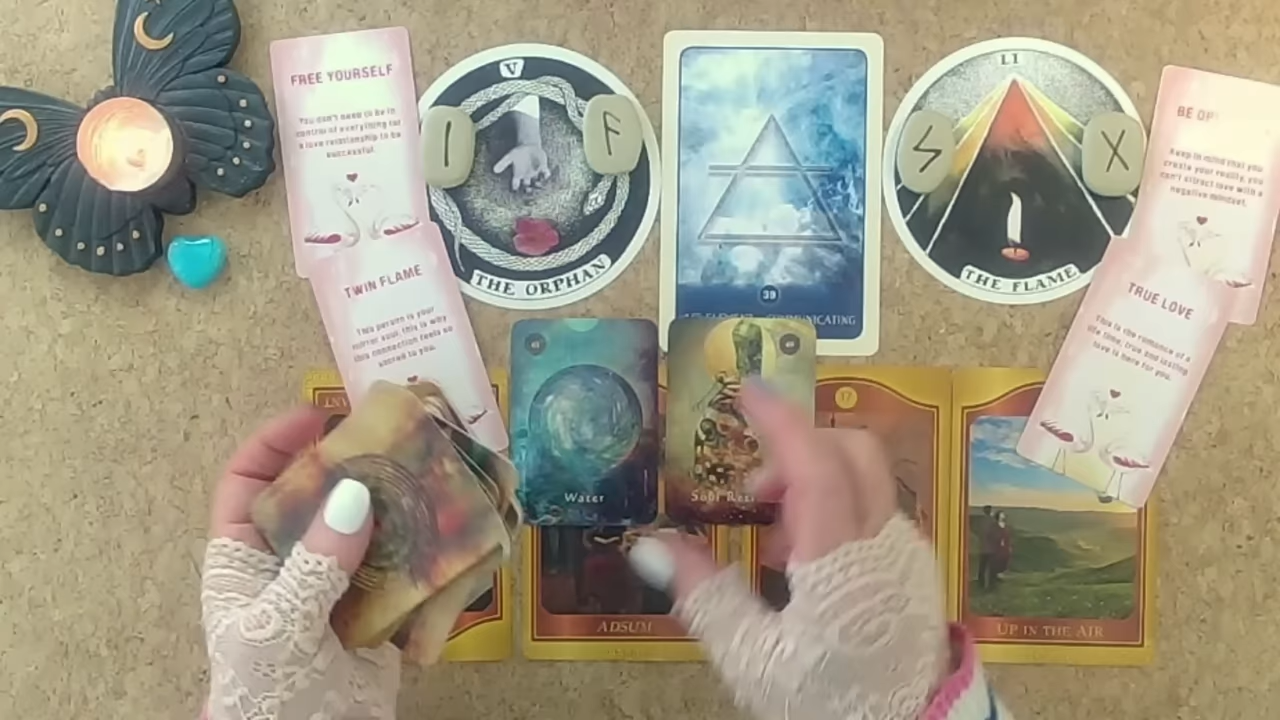 FREE YOURSELF
You don't need to be in
control of everything for
a love relationship to be
successful.
TWIN FLAME
This person is your
mirror soul, this is why
this connection feels so
sacred to you.
V
THE ORPHAN
39
COMMUNICATING
LI
THE FLAME
BE
Keep in mind that you
create your reality, you
can't attract love with a
negative mindset.
TRUE LOVE
This is the romance of a
life time, true and lasting
love is here for you.
Water
Soul
17
ADSUM
UP IN THE AIR